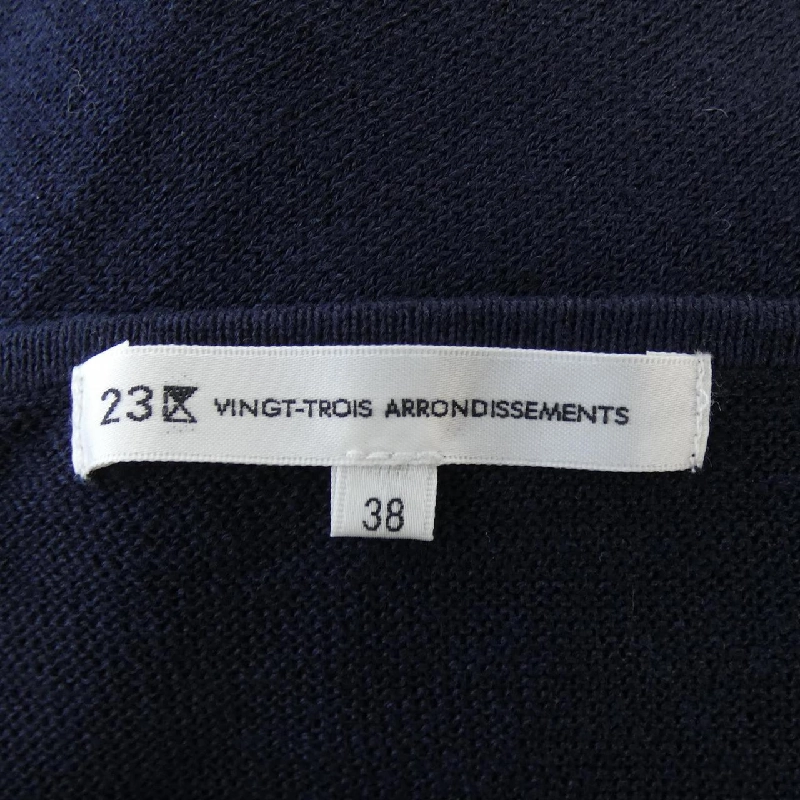 23区 VINGT-TROIS ARRONDISSEMENTS
38